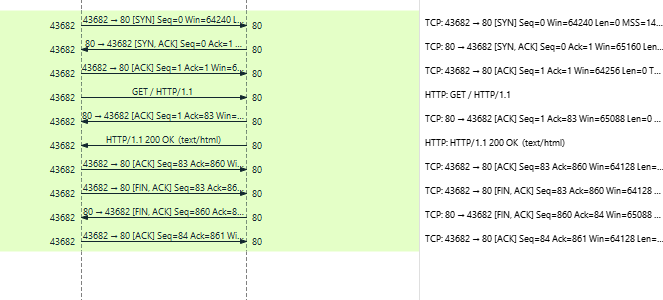 43682 43682 → 80 [SYN] Seq=0 Win=64240 L... 80 TCP: 43682 → 80 [SYN] Seq=0 Win=64240 Len=0 MSS=14...
43682 80 → 43682 [SYN, ACK] Seq=0 Ack=1 ... 80 TCP: 80 → 43682 [SYN, ACK] Seq=0 Ack=1 Win=65160 Len...
43682 43682 → 80 [ACK] Seq=1 Ack=1 Win=6... 80 TCP: 43682 → 80 [ACK] Seq=1 Ack=1 Win=64256 Len=0 T...
43682 GET / HTTP/1.1 80 HTTP: GET / HTTP/1.1
43682 80 → 43682 [ACK] Seq=1 Ack=83 Win=... 80 TCP: 80 → 43682 [ACK] Seq=1 Ack=83 Win=65088 Len=0 ...
43682 HTTP/1.1 200 OK (text/html) 80 HTTP: HTTP/1.1 200 OK (text/html)
43682 43682 → 80 [ACK] Seq=83 Ack=860 Wi... 80 TCP: 43682 → 80 [ACK] Seq=83 Ack=860 Win=64128 Len=...
43682 43682 → 80 [FIN, ACK] Seq=83 Ack=86... 80 TCP: 43682 → 80 [FIN, ACK] Seq=83 Ack=860 Win=64128 ...
43682 80 → 43682 [FIN, ACK] Seq=860 Ack=8... 80 TCP: 80 → 43682 [FIN, ACK] Seq=860 Ack=84 Win=65088 ...
43682 43682 → 80 [ACK] Seq=84 Ack=861 Wi... 80 TCP: 43682 → 80 [ACK] Seq=84 Ack=861 Win=64128 Len=...